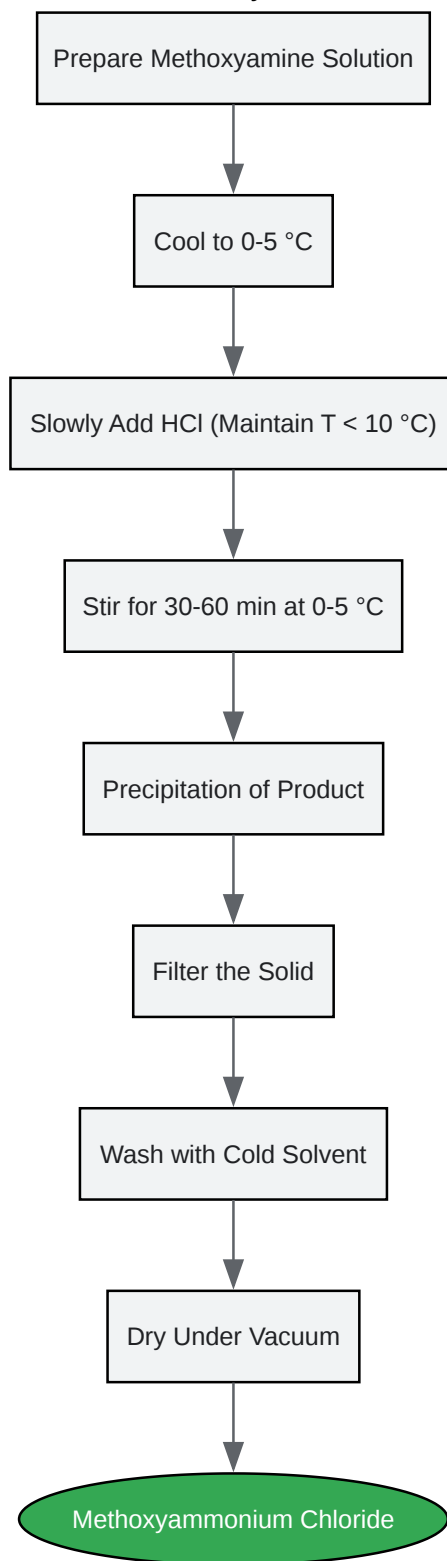 Prepare Methoxyamine Solution
Cool to 0-5 °C
Slowly Add HCl (Maintain T < 10 °C)
Stir for 30-60 min at 0-5 °C
Precipitation of Product
Filter the Solid
Wash with Cold Solvent
Dry Under Vacuum
Methoxyammonium Chloride